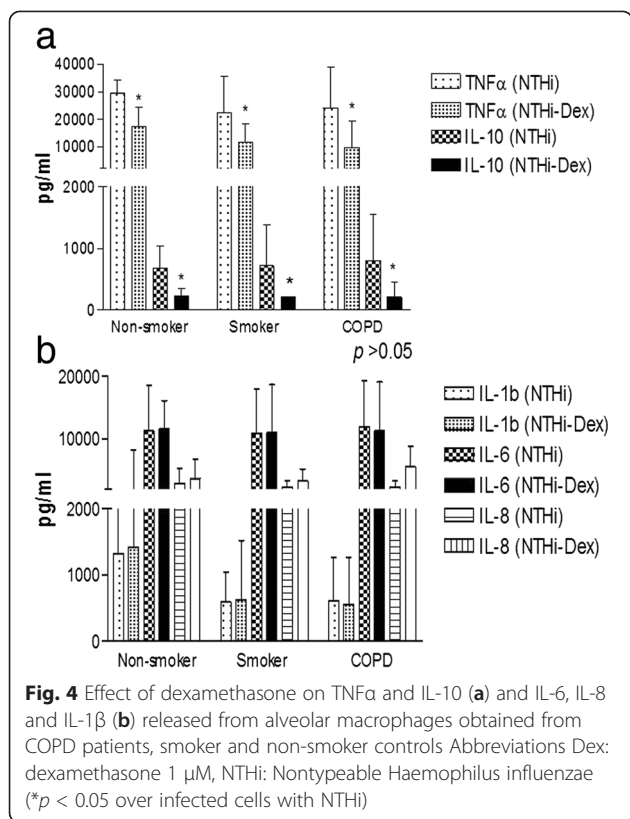 a
40000
30000
20000
10000
2000
1000
0
pg/ml
* * *
* * *
Non-smoker Smoker COPD
TNFα (NTHi)
TNFα (NTHi-Dex)
IL-10 (NTHi)
IL-10 (NTHi-Dex)
b
p >0.05
20000
10000
2000
1000
0
pg/ml
Non-smoker Smoker COPD
IL-1b (NTHi)
IL-1b (NTHi-Dex)
IL-6 (NTHi)
IL-6 (NTHi-Dex)
IL-8 (NTHi)
IL-8 (NTHi-Dex)
Fig. 4 Effect of dexamethasone on TNFα and IL-10 (a) and IL-6, IL-8
and IL-1β (b) released from alveolar macrophages obtained from
COPD patients, smoker and non-smoker controls Abbreviations Dex:
dexamethasone 1 μM, NTHi: Nontypeable Haemophilus influenzae
(*p < 0.05 over infected cells with NTHi)